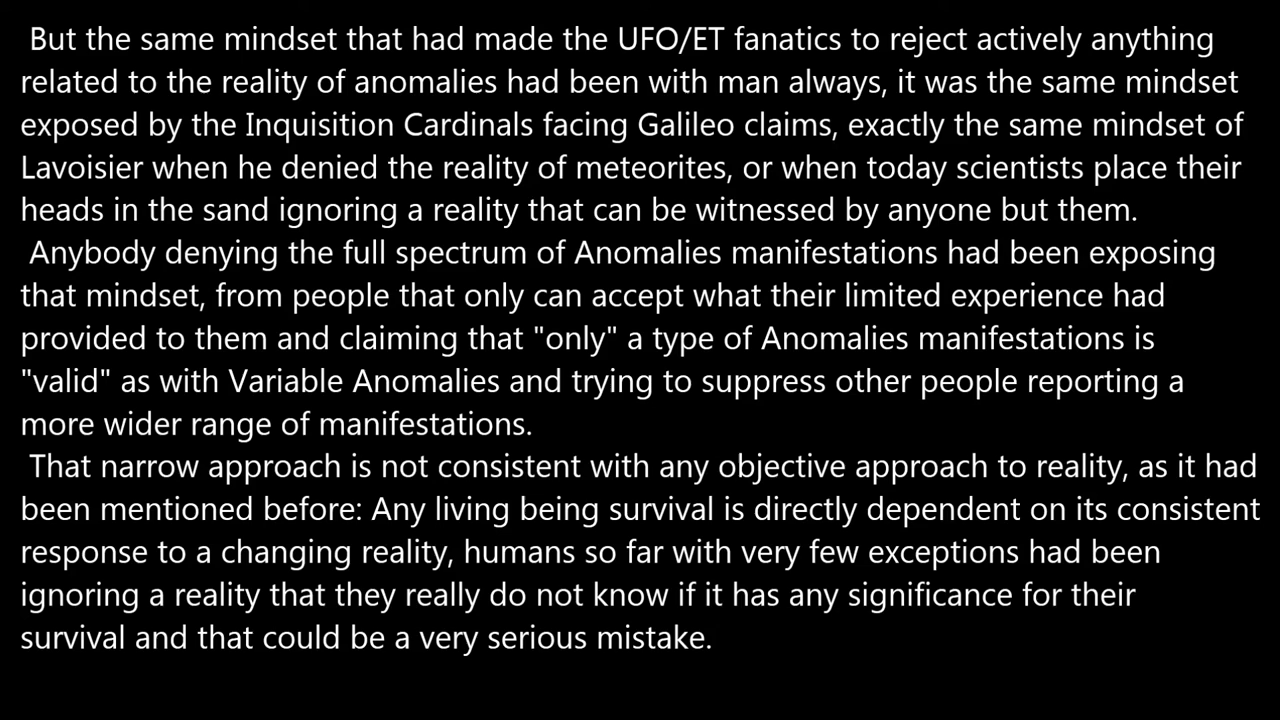 But the same mindset that had made the UFO/ET fanatics to reject actively anything
related to the reality of anomalies had been with man always, it was the same mindset
exposed by the Inquisition Cardinals facing Galileo claims, exactly the same mindset of
Lavoisier when he denied the reality of meteorites, or when today scientists place their
heads in the sand ignoring a reality that can be witnessed by anyone but them.
Anybody denying the full spectrum of Anomalies manifestations had been exposing
that mindset, from people that only can accept what their limited experience had
provided to them and claiming that "only" a type of Anomalies manifestations is
"valid" as with Variable Anomalies and trying to suppress other people reporting a
more wider range of manifestations.
That narrow approach is not consistent with any objective approach to reality, as it had
been mentioned before: Any living being survival is directly dependent on its consistent
response to a changing reality, humans so far with very few exceptions had been
ignoring a reality that they really do not know if it has any significance for their
survival and that could be a very serious mistake.